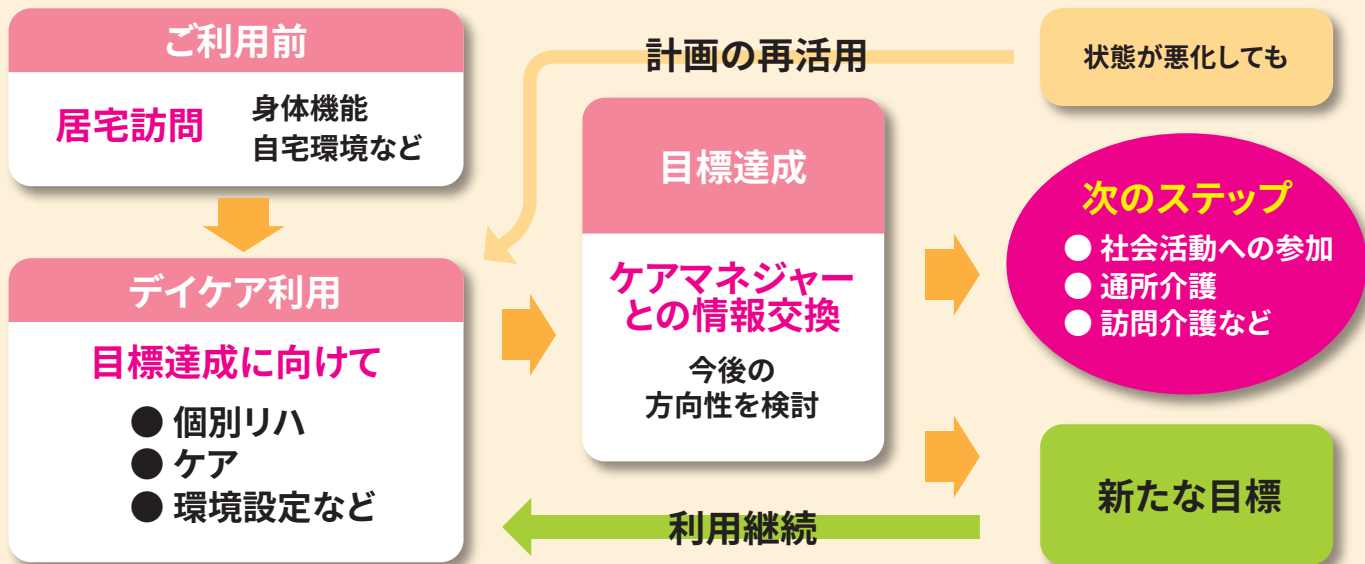 ご利用前
居宅訪問
身体機能
自宅環境など
デイケア利用
目標達成に向けて
● 個別リハ
● ケア
● 環境設定など
計画の再活用
目標達成
ケアマネジャー
との情報交換
今後の
方向性を検討
利用継続
状態が悪化しても
次のステップ
● 社会活動への参加
● 通所介護
● 訪問介護など
新たな目標